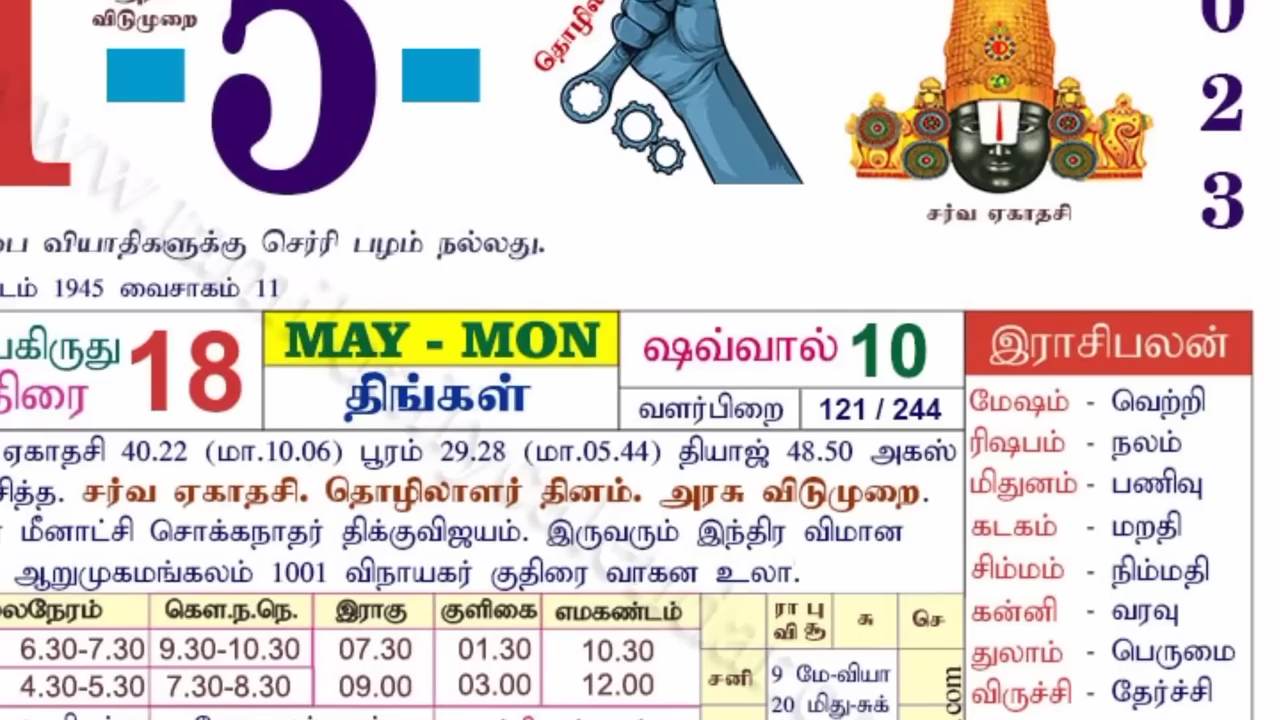 விடுமுறை
1-5-
0
2
3
சர்வ ஏகாதசி
வியாதிகளுக்கு செர்ரி பழம் நல்லது.
1945 வைசாகம் 11
18
MAY - MON
திங்கள்
ஷவ்வால் 10
வளர்பிறை 121 / 244
இராசிபலன்
மேஷம் - வெற்றி
ரிஷபம் - நலம்
மிதுனம் - பணிவு
கடகம் - மறதி
சிம்மம் - நிம்மதி
கன்னி - வரவு
துலாம் - பெருமை
விருச்சி - தேர்ச்சி
ஏகாதசி 40.22 (மா.10.06) பூரம் 29.28 (மா.05.44) தியாஜ் 48.50 அகஸ்
சித்த. சர்வ ஏகாதசி. தொழிலாளர் தினம். அரசு விடுமுறை.
மீனாட்சி சொக்கநாதர் திக்குவிஜயம். இருவரும் இந்திர விமான
ஆறுமுகமங்கலம் 1001 விநாயகர் குதிரை வாகன உலா.
கௌ.ந.நே. இராகு குளிகை எமகண்டம்
6.30-7.30 9.30-10.30 07.30 01.30 10.30
4.30-5.30 7.30-8.30 09.00 03.00 12.00
ரா பு சு செ
வி சூ
சனி 9 மே-வியா
20 மிது-சுக்
.com